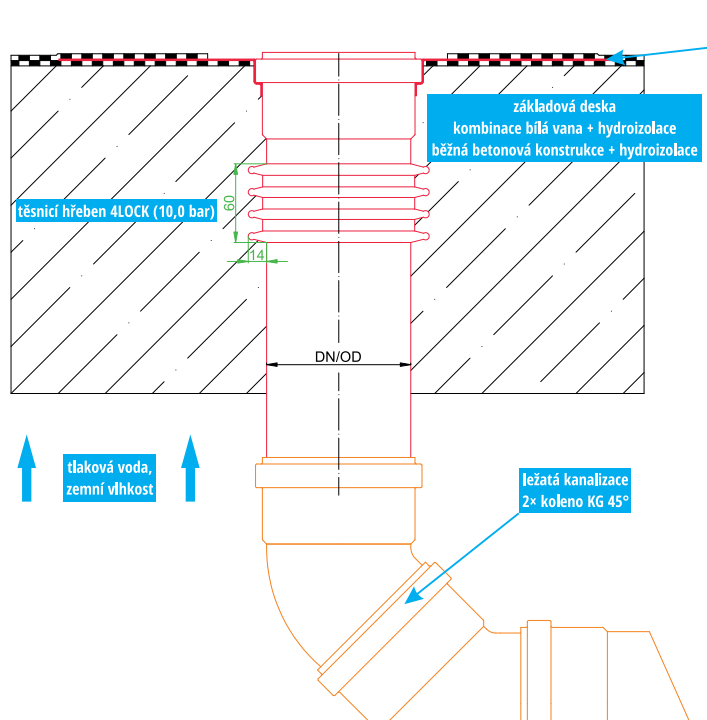 základová deska
kombinace bílá vana + hydroizolace
běžná betonová konstrukce + hydroizolace
těsnicí hřeben 4LOCK (10,0 bar)
60
14
DN/OD
tlaková voda,
zemní vlhkost
ležatá kanalizace
2× koleno KG 45°